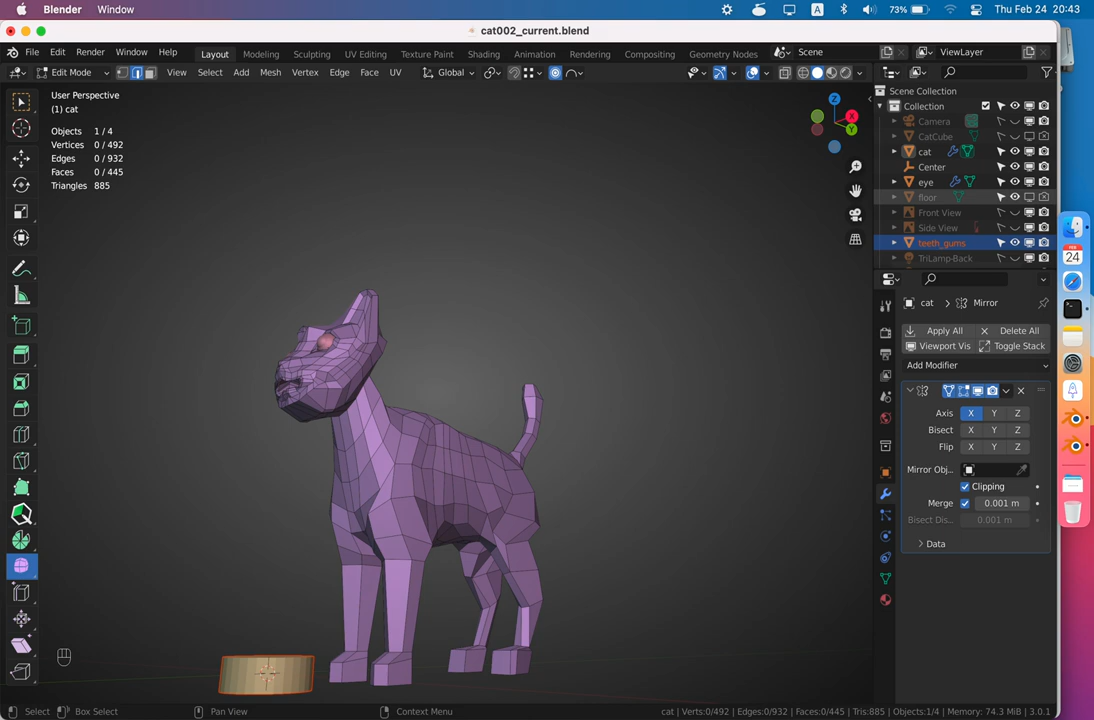 Blender Window A 73% Thu Feb 24 20:43
cat002_current.blend
File Edit Render Window Help Layout Modeling Sculpting UV Editing Texture Paint Shading Animation Rendering Compositing Geometry Nodes Scene ViewLayer
Edit Mode View Select Add Mesh Vertex Edge Face UV Global
User Perspective
(1) cat
Objects 1/4
Vertices 0/492
Edges 0/932
Faces 0/445
Triangles 885
Z
X
Y
Scene Collection
Collection
Camera
CatCube
cat
Center
eye
floor
Front View
Side View
teeth_gums
TriLamp-Back
cat Mirror
Apply All Delete All
Viewport Vis Toggle Stack
Add Modifier
Axis X Y Z
Bisect X Y Z
Flip X Y Z
Mirror Obj..
Clipping
Merge 0.001 m
Bisect Dis... 0.001 m
Data
FEB
24
Select Box Select Pan View Context Menu cat | Verts:0/492 | Edges:0/932 | Faces:0/445 | Tris:885 | Objects:1/4 | Memory: 74.3 MiB | 3.0.1